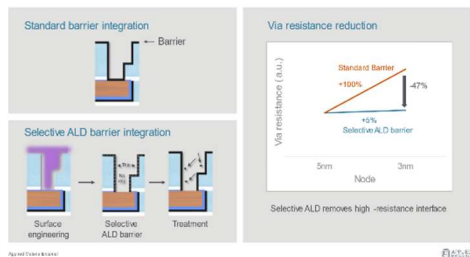 Standard barrier integration
Barrier
Selective ALD barrier integration
Surface
engineering
Selective
ALD barrier
Treatment
Via resistance reduction
Via resistance (a.u.)
Standard Barrier
+100%
-47%
+5%
Selective ALD barrier
5nm
3nm
Node
Selective ALD removes high -resistance interface